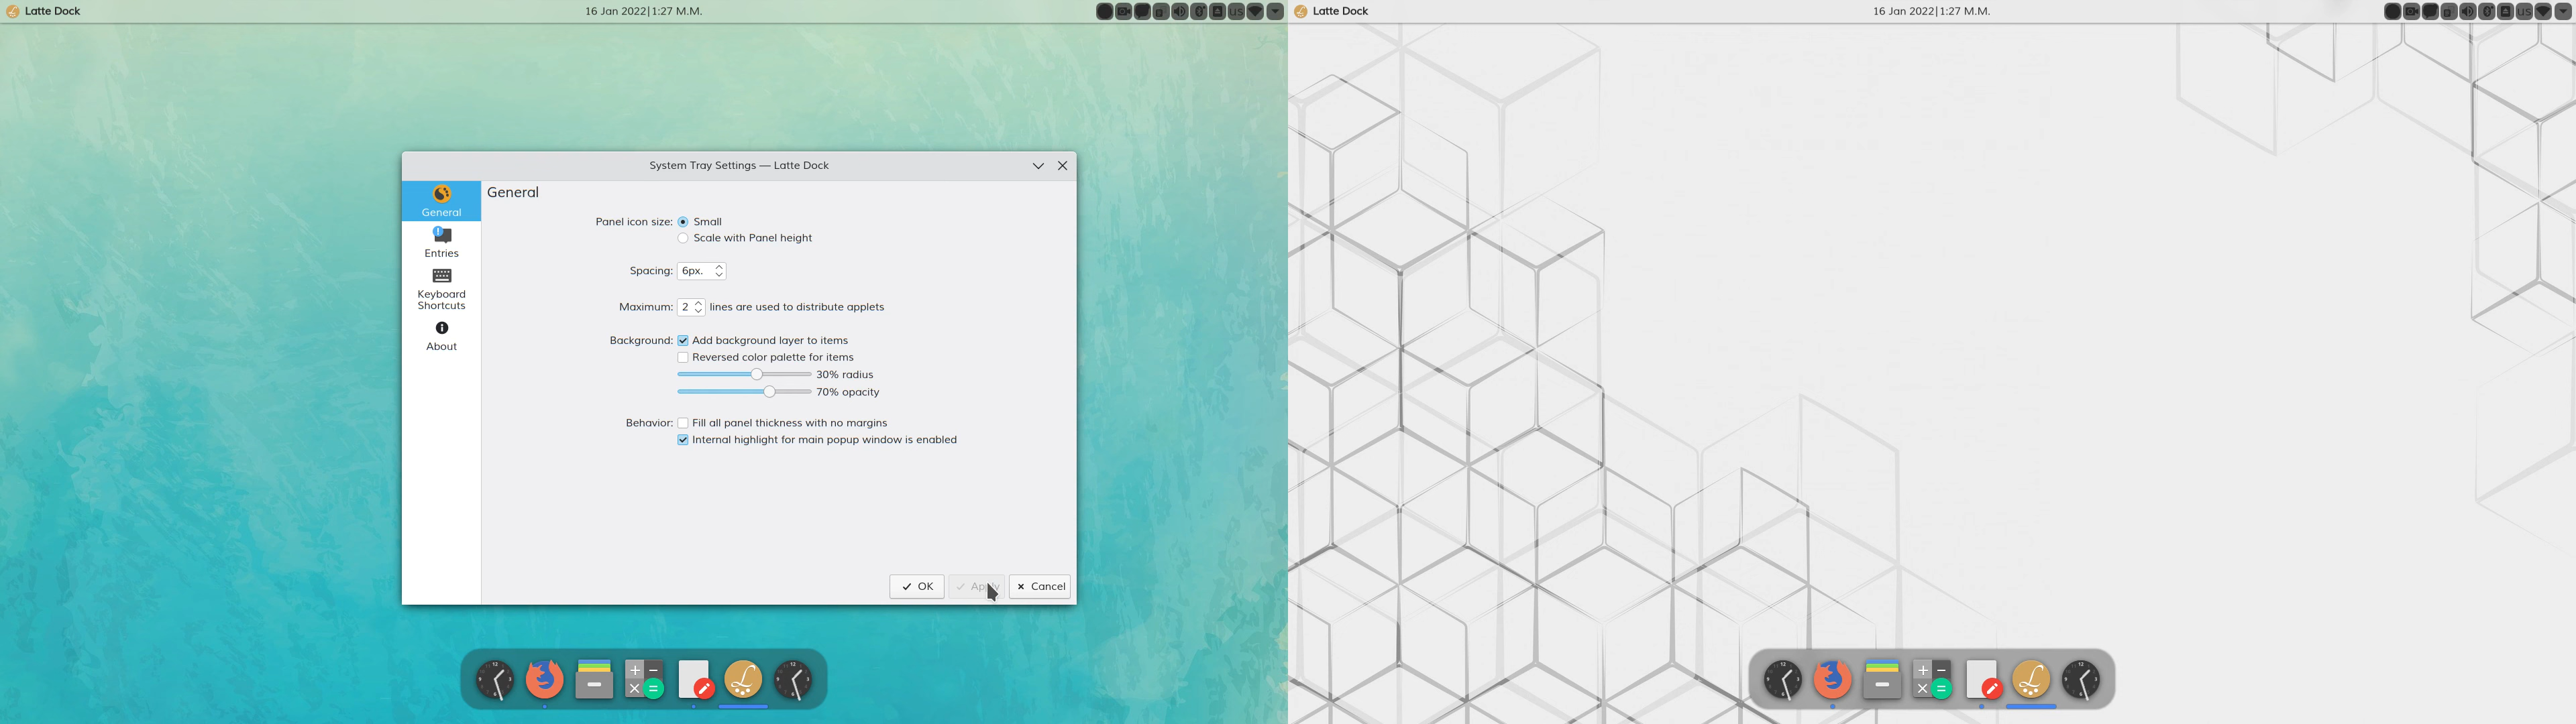 Latte Dock
16 Jan 2022|1:27 M.M.
us
Latte Dock
16 Jan 2022|1:27 M.M.
us
System Tray Settings — Latte Dock
General
General
Entries
Keyboard
Shortcuts
About
Panel icon size: Small
Scale with Panel height
Spacing: 6px.
Maximum: 2 lines are used to distribute applets
Background: Add background layer to items
Reversed color palette for items
30% radius
70% opacity
Behavior: Fill all panel thickness with no margins
Internal highlight for main popup window is enabled
OK
Cancel